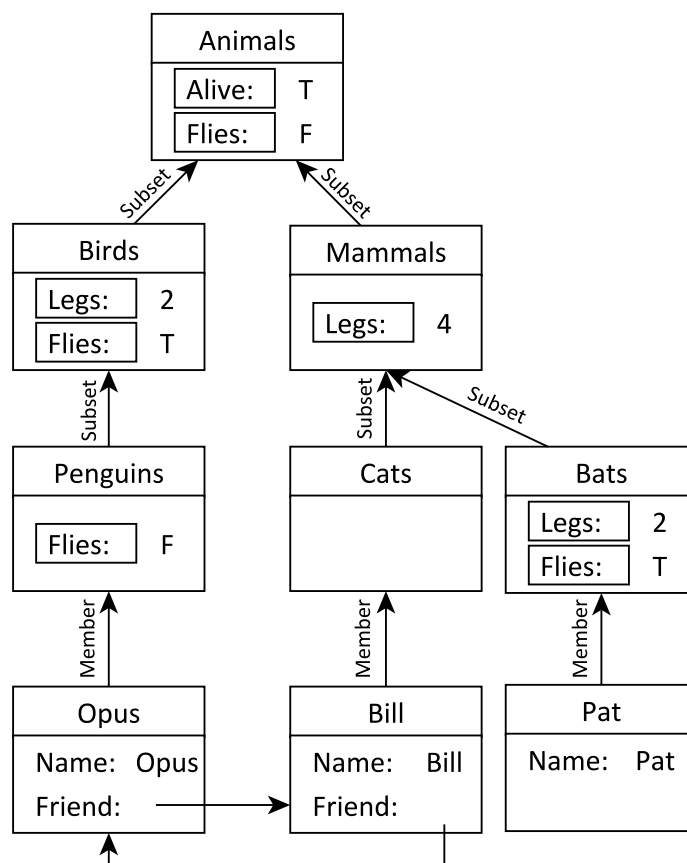 Animals
Alive: T
Flies: F
Subset
Subset
Birds
Legs: 2
Flies: T
Mammals
Legs: 4
Subset
Subset
Subset
Penguins
Flies: F
Cats
Bats
Legs: 2
Flies: T
Member
Member
Member
Opus
Name: Opus
Friend:
Bill
Name: Bill
Friend:
Pat
Name: Pat